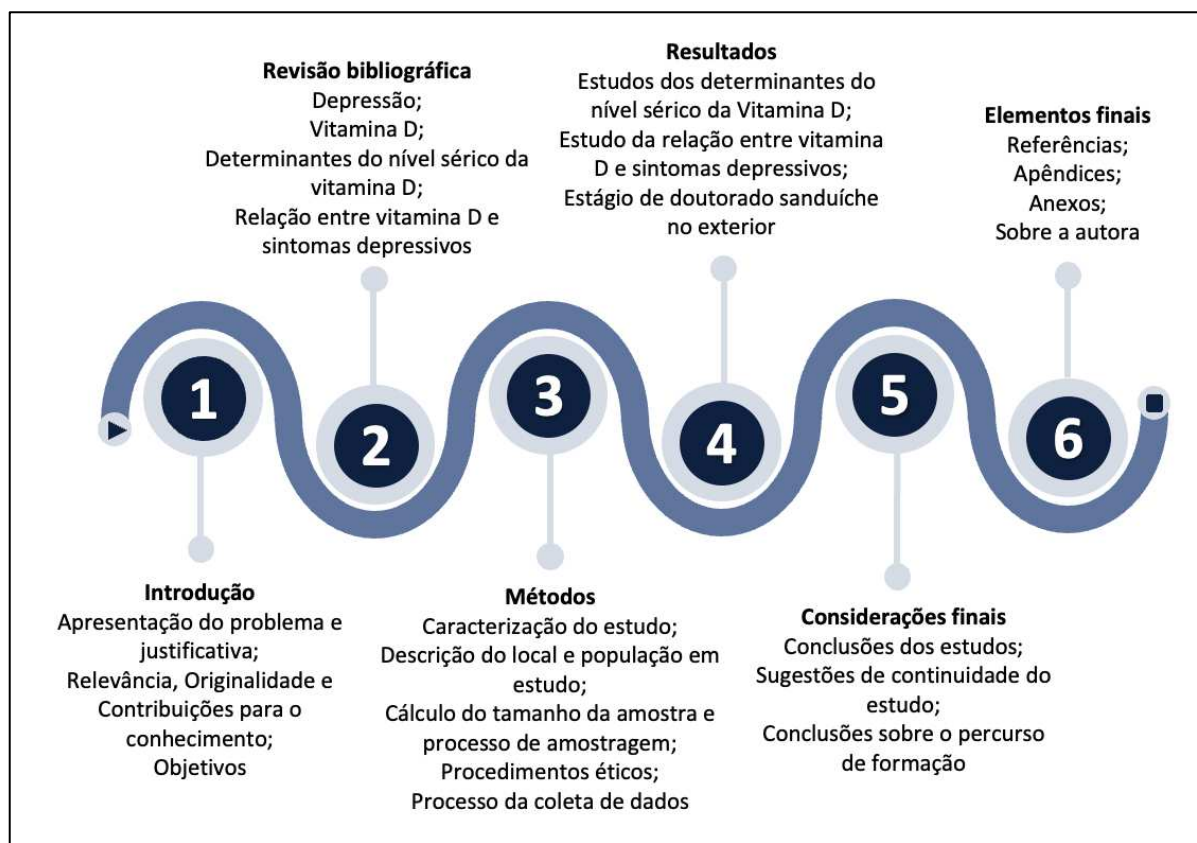 1
Introdução
Apresentação do problema e
justificativa;
Relevância, Originalidade e
Contribuições para o
conhecimento;
Objetivos
2
Revisão bibliográfica
Depressão;
Vitamina D;
Determinantes do nível sérico da
vitamina D;
Relação entre vitamina D e
sintomas depressivos
3
Métodos
Caracterização do estudo;
Descrição do local e população em
estudo;
Cálculo do tamanho da amostra e
processo de amostragem;
Procedimentos éticos;
Processo da coleta de dados
4
Resultados
Estudos dos determinantes do
nível sérico da Vitamina D;
Estudo da relação entre vitamina
D e sintomas depressivos;
Estágio de doutorado sanduíche
no exterior
5
Considerações finais
Conclusões dos estudos;
Sugestões de continuidade do
estudo;
Conclusões sobre o percurso
de formação
6
Elementos finais
Referências;
Apêndices;
Anexos;
Sobre a autora